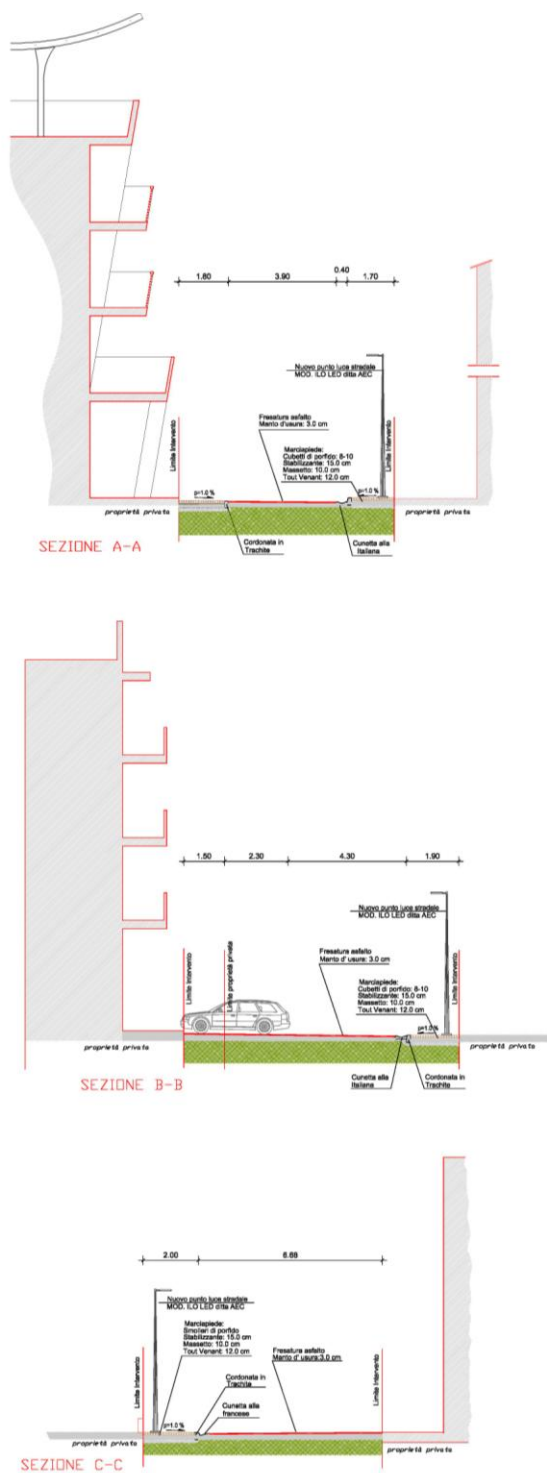 1.60 3.90 0.40 1.70
Nuovo punto luce stradale
MOD. ILO LED ditta AEC
Fresatura asfalto
Manto d'usura: 3.0 cm
Marciapiede:
Cubetti di porfido: 8-10
Stabilizzante: 15.0 cm
Massetto: 10.0 cm
Tout Venant: 12.0 cm
Limite Intervento
Limite Intervento
p=1.0 %
p=1.0 %
proprietà privata
proprietà privata
Cordonata in
Trachite
Cunetta alla
Italiana
SEZIONE A-A
1.50 2.30 4.30 1.90
Nuovo punto luce stradale
MOD. ILO LED ditta AEC
Fresatura asfalto
Manto d' usura: 3.0 cm
Marciapiede:
Cubetti di porfido: 8-10
Stabilizzante: 15.0 cm
Massetto: 10.0 cm
Tout Venant: 12.0 cm
Limite Intervento
Limite proprietà privata
Limite Intervento
p=1.0 %
proprietà privata
proprietà privata
Cunetta alla
Italiana
Cordonata in
Trachite
SEZIONE B-B
2.00 6.68
Nuovo punto luce stradale
MOD. ILO LED ditta AEC
Marciapiede:
Smolleri di porfido
Stabilizzante: 15.0 cm
Massetto: 10.0 cm
Tout Venant: 12.0 cm
Fresatura asfalto
Manto d' usura:3.0 cm
Cordonata in
Trachite
Cunetta alla
francese
Limite Intervento
Limite Intervento
p=1.0 %
proprietà privata
proprietà privata
SEZIONE C-C